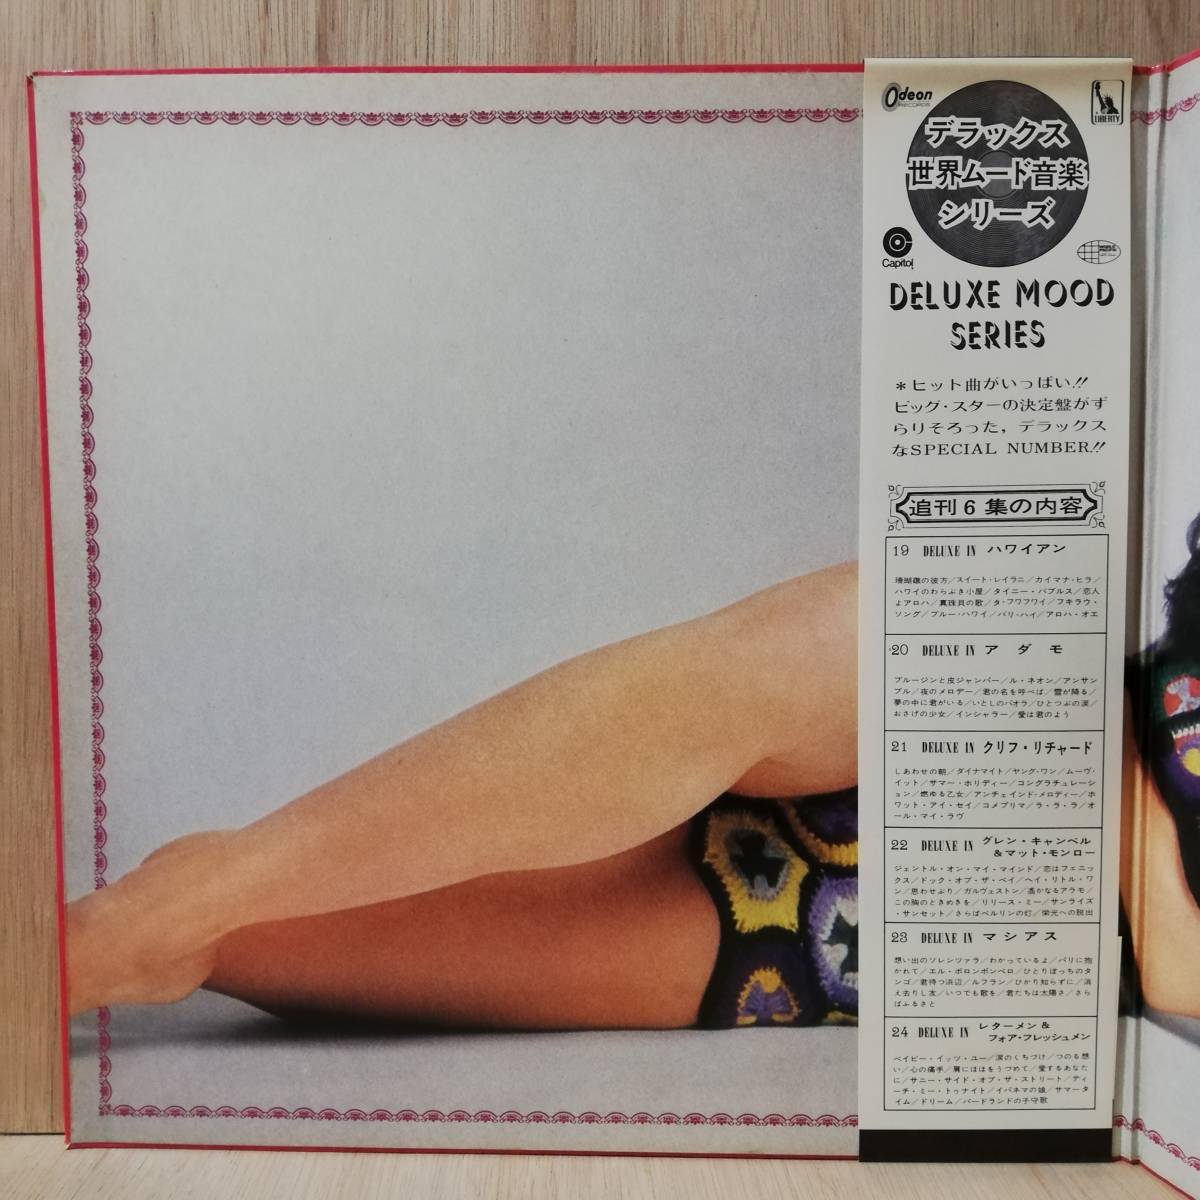 Odeon
RECORDS
LIBERTY
デラックス
世界ムード音楽
シリーズ
Capitol
DELUXE MOOD
SERIES
＊ヒット曲がいっぱい!!
ビッグ・スターの決定盤がず
らりそろった，デラックス
なSPECIAL NUMBER!!
追刊6集の内容
19 DELUXE IN ハワイアン
珊瑚礁の彼方／スイート・レイラニ／カイマナ・ヒラ／
ハワイのわらぶき小屋／タイニー・バブルス／恋人
よアロハ／真珠貝の歌／タ・フワフワイ／フキラウ・
ソング／ブルー・ハワイ／バリ・ハイ／アロハ・オエ
20 DELUXE IN アダモ
ブルージンと皮ジャンパー／ル・ネオン／アンサン
ブル／夜のメロデー／君の名を呼べば／雪が降る／
夢の中に君がいる／いとしのパオラ／ひとつぶの涙／
おさげの少女／インシャラー／愛は君のよう
21 DELUXE IN クリフ・リチャード
しあわせの朝／ダイナマイト／ヤング・ワン／ムーヴ・
イット／サマー・ホリディー／コングラチュレーシ
ョン／燃ゆる乙女／アンチェインド・メロディー／ホ
ワット・アイ・セイ／コメプリマ／ラ・ラ・ラ／オ
ール・マイ・ラヴ
22 DELUXE IN グレン・キャンベル
＆マット・モンロー
ジェントル・オン・マイ・マインド／恋はフェニッ
クス／ドック・オブ・ザ・ベイ／ヘイ・リトル・ワ
ン／思わせぶり／ガルヴェストン／遥かなるアラモ／
この胸のときめきを／リリース・ミー／サンライズ
・サンセット／さらばベルリンの灯／栄光への脱出
23 DELUXE IN マシアス
想い出のソレンツァラ／わかっているよ／パリに抱
かれて／エル・ポロンポンペロ／ひとりぼっちのタ
ンゴ／君待つ浜辺／ルフラン／ひかり知らずに／消
え去りし友／いつでも歌を／君たちは太陽さ／さら
ばふるさと
24 DELUXE IN レターメン＆
フォア・フレッシュメン
ベイビー・イッツ・ユー／涙のくちづけ／つのる想
い／心の痛手／肩にほほをうづめて／愛するあなた
に／サニー・サイド・オブ・ザ・ストリート／ティ
ーチ・ミー・トゥナイト／イパネマの娘／サマータ
イム／ドリーム／バードランドの子守歌